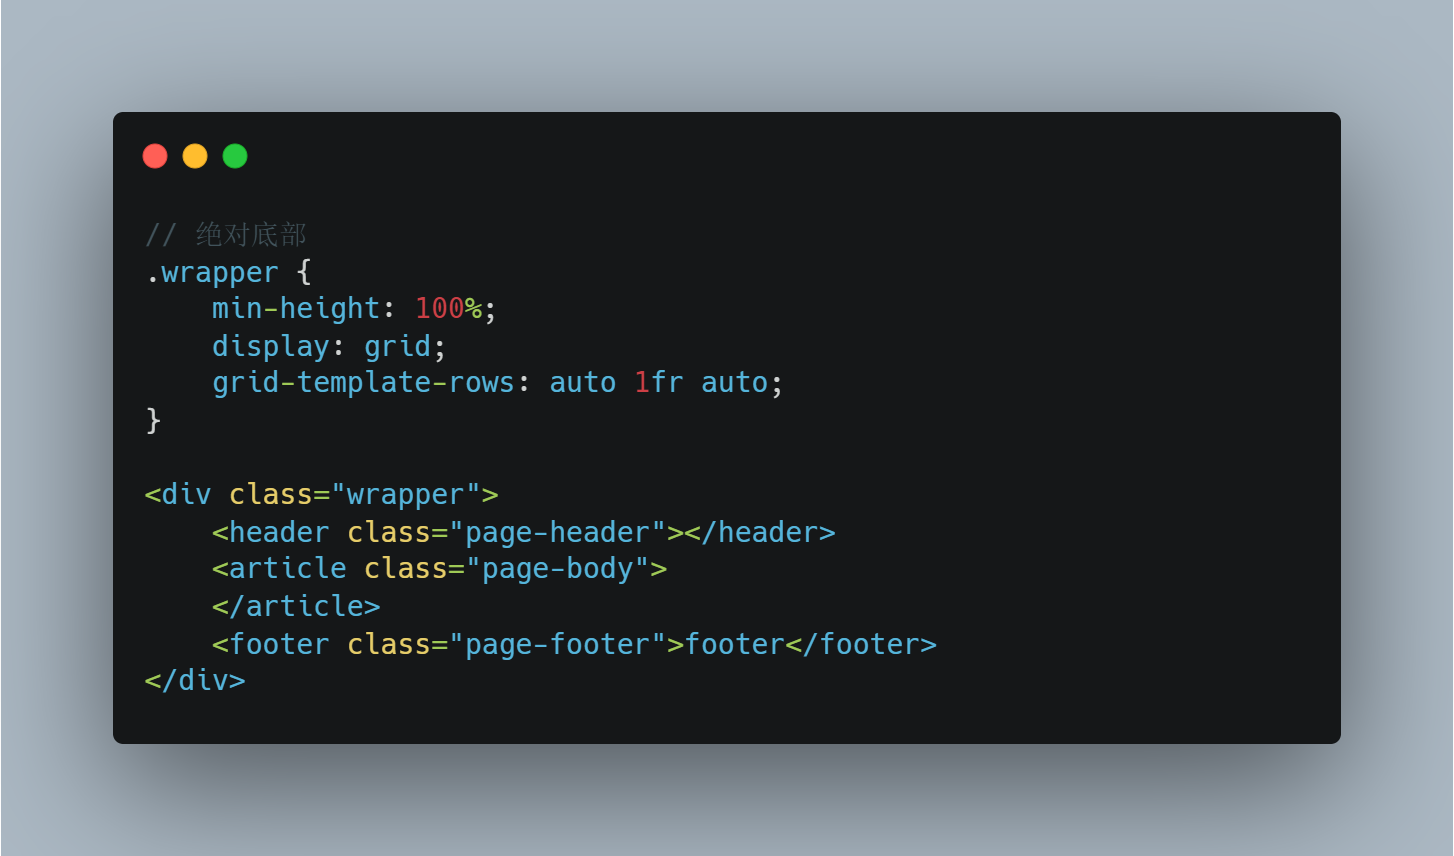 // 绝对底部
.wrapper {
    min-height: 100%;
    display: grid;
    grid-template-rows: auto 1fr auto;
}

<div class="wrapper">
    <header class="page-header"></header>
    <article class="page-body">
    </article>
    <footer class="page-footer">footer</footer>
</div>